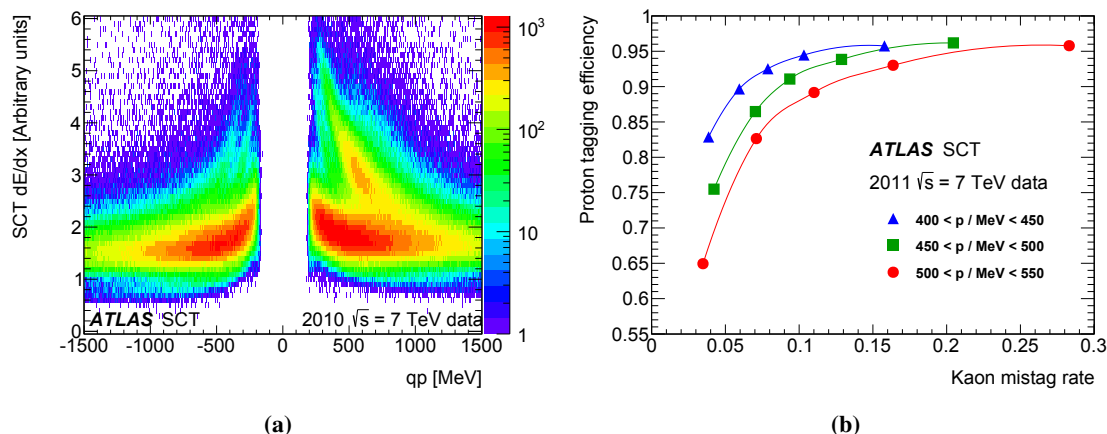 SCT dE/dx [Arbitrary units]
6
5
4
3
2
1
0
-1500 -1000 -500 0 500 1000 1500
qp [MeV]
ATLAS SCT
2010 √s = 7 TeV data
10³
10²
10
1
(a)
Proton tagging efficiency
1
0.95
0.9
0.85
0.8
0.75
0.7
0.65
0.6
0.55
0 0.05 0.1 0.15 0.2 0.25 0.3
Kaon mistag rate
ATLAS SCT
2011 √s = 7 TeV data
400 < p / MeV < 450
450 < p / MeV < 500
500 < p / MeV < 550
(b)